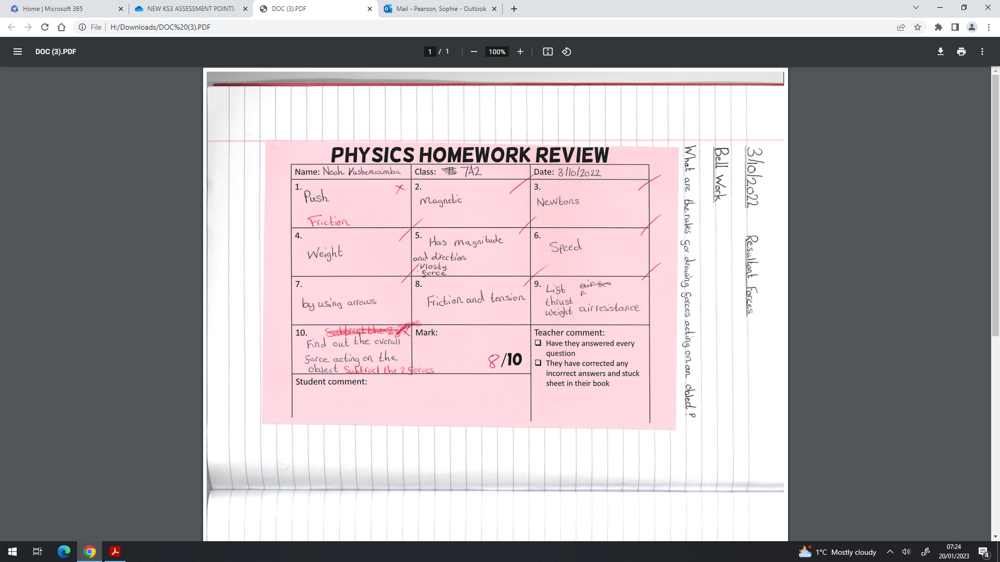 Home | Microsoft 365
NEW KS3 ASSESSMENT POINTS
DOC (3).PDF
Mail - Pearson, Sophie - Outlook
File H:/Downloads/DOC%20(3).PDF
DOC (3).PDF
1 / 1
100%
PHYSICS HOMEWORK REVIEW
Name: Noah
Class: 7A2
Date: 3/10/2022
1.
Push
Friction
2.
Magnetic
3.
Newtons
4.
Weight
5. Has magnitude
and direction
Vlosity
force
6.
Speed
7.
by using arrows
8.
Friction and tension
9. List
thrust
weight air resistance
10. Subtract the 2 forces
Find out the overall
force acting on the
object Subtract the 2 forces
Mark:
8/10
Teacher comment:
Have they answered every
question
They have corrected any
incorrect answers and stuck
sheet in their book
Student comment:
3/10/2022 Resultant Forces
Bell Work
What are the rules for drawing forces acting on an object?
1°C Mostly cloudy
07:24
20/01/2023
4